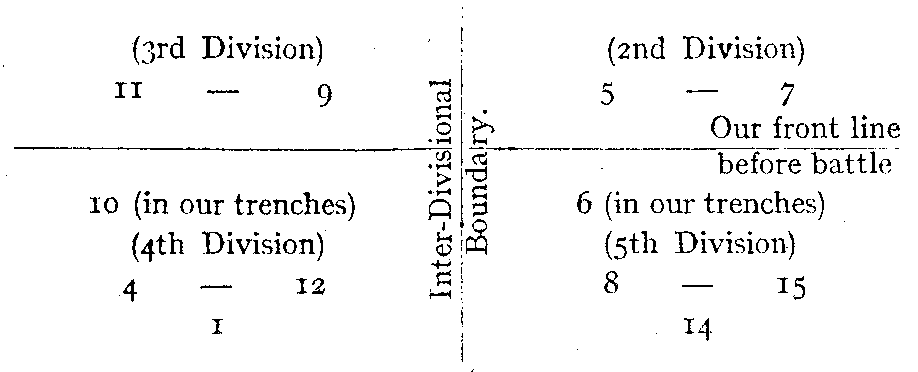 (3rd Division) (2nd Division)
11 — 9 5 — 7
Our front line
before battle
Inter-Divisional
Boundary.
10 (in our trenches) 6 (in our trenches)
(4th Division) (5th Division)
4 — 12 8 — 15
1 14